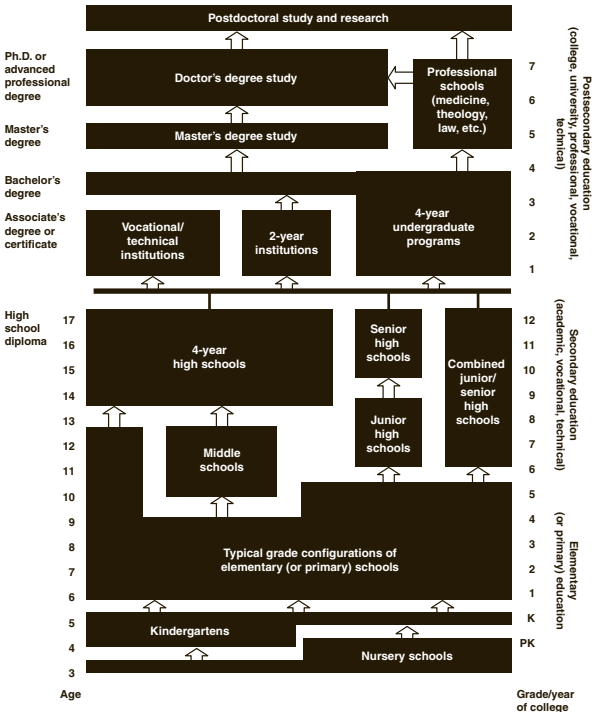 Postdoctoral study and research
Ph.D. or
advanced
professional
degree
Doctor's degree study
Professional
schools
(medicine,
theology,
law, etc.)
7
6
Master's
degree
Master's degree study
5
4
Bachelor's
degree
3
Associate's
degree or
certificate
Vocational/
technical
institutions
2-year
institutions
4-year
undergraduate
programs
2
1
Postsecondary education
(college, university, professional, vocational,
technical)
High
school
diploma
17
16
15
14
13
12
11
10
9
8
7
6
5
4
3
4-year
high schools
Senior
high
schools
Combined
junior/
senior
high
schools
Junior
high
schools
Middle
schools
12
11
10
9
8
7
6
5
4
3
2
1
K
PK
Secondary education
(academic, vocational, technical)
Typical grade configurations of
elementary (or primary) schools
Elementary
(or primary) education
Kindergartens
Nursery schools
Age
Grade/year
of college